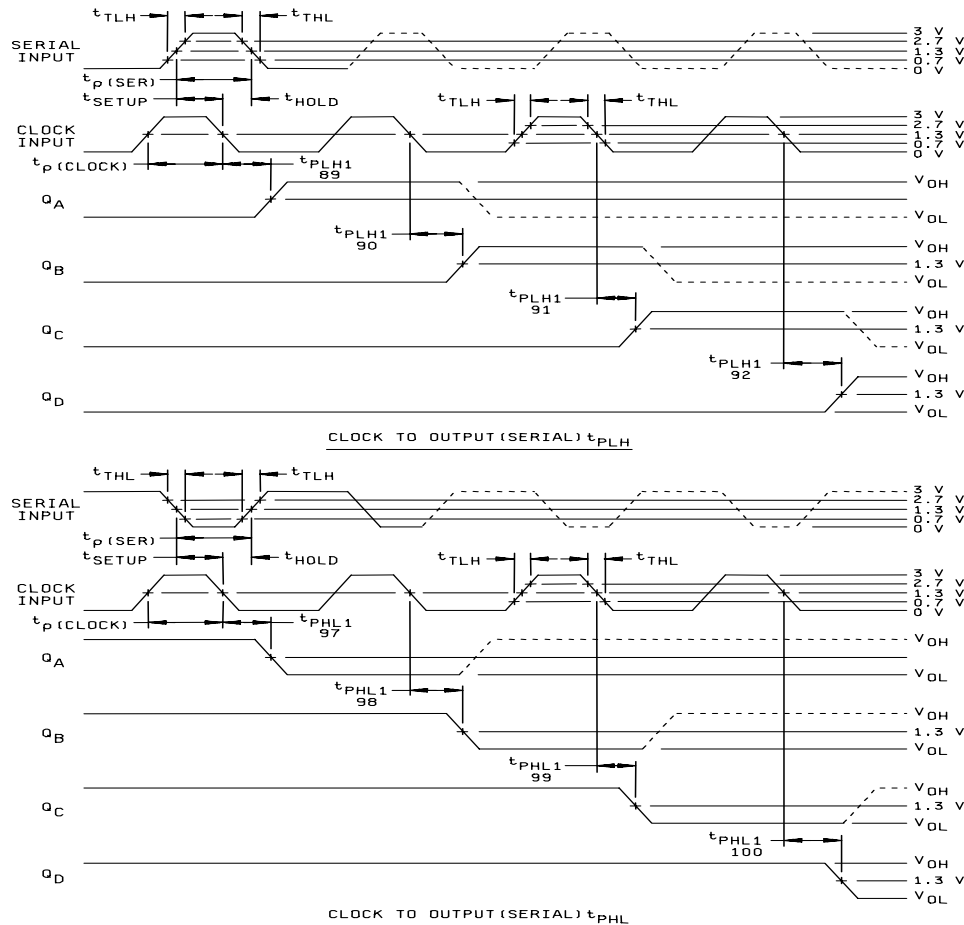 tTLH tTHL
SERIAL INPUT
3 V
2.7 V
1.3 V
0.7 V
0 V
tp(SER)
tSETUP tHOLD
tTLH tTHL
CLOCK INPUT
3 V
2.7 V
1.3 V
0.7 V
0 V
tp(CLOCK)
tPLH1
89
QA
VOH
VOL
tPLH1
90
QB
VOH
1.3 V
VOL
tPLH1
91
QC
VOH
1.3 V
VOL
tPLH1
92
QD
VOH
1.3 V
VOL
CLOCK TO OUTPUT(SERIAL) tPLH
tTHL tTLH
SERIAL INPUT
3 V
2.7 V
1.3 V
0.7 V
0 V
tp(SER)
tSETUP tHOLD
tTLH tTHL
CLOCK INPUT
3 V
2.7 V
1.3 V
0.7 V
0 V
tp(CLOCK)
tPHL1
97
QA
VOH
VOL
tPHL1
98
QB
VOH
1.3 V
VOL
tPHL1
99
QC
VOH
1.3 V
VOL
tPHL1
100
QD
VOH
1.3 V
VOL
CLOCK TO OUTPUT(SERIAL) tPHL